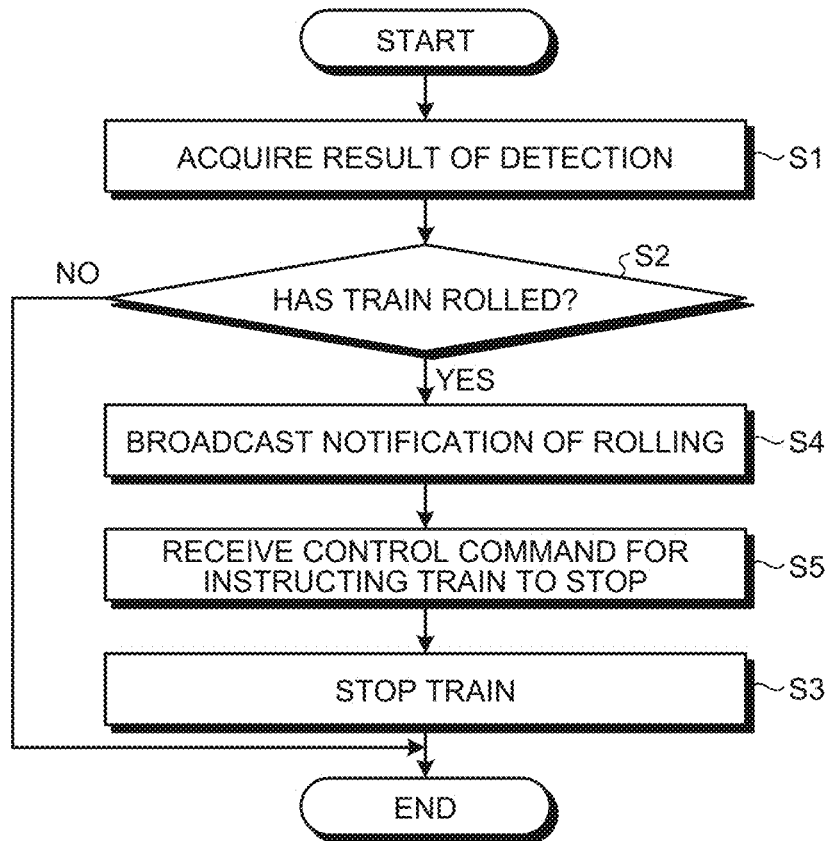 START
ACQUIRE RESULT OF DETECTION
S1
S2
NO
HAS TRAIN ROLLED?
YES
BROADCAST NOTIFICATION OF ROLLING
S4
RECEIVE CONTROL COMMAND FOR
INSTRUCTING TRAIN TO STOP
S5
STOP TRAIN
S3
END